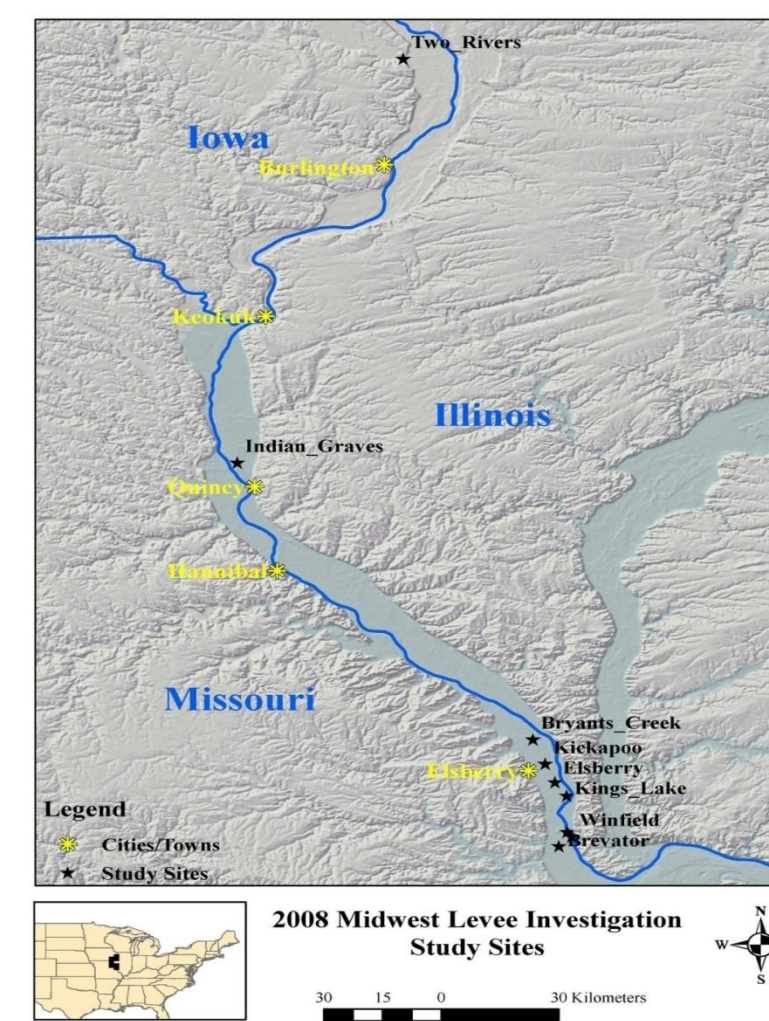 Two_Rivers
Iowa
Burlington
Keokuk
Illinois
Indian_Graves
Quincy
Hannibal
Missouri
Bryants_Creek
Kickapoo
Elsberry
Elsberry
Kings_Lake
Legend
Winfield
Brevator
Cities/Towns
Study Sites
2008 Midwest Levee Investigation
Study Sites
N
W
S
30 15 0 30 Kilometers